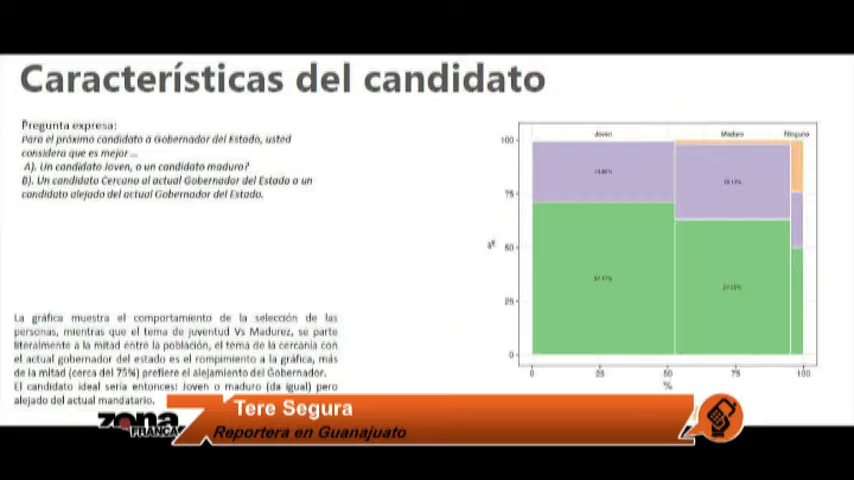 Características del candidato
Pregunta expresa:
Para el próximo candidato a Gobernador del Estado, usted
considera que es mejor ...
A). Un candidato Joven, o un candidato maduro?
B). Un candidato Cercano al actual Gobernador del Estado o un
candidato alejado del actual Gobernador del Estado.
Joven Maduro Ninguno
100
75
50
25
0
%
0 25 50 75 100
%
La gráfica muestra el comportamiento de la selección de las
personas, mientras que el tema de juventud Vs Madurez, se parte
literalmente a la mitad entre la población, el tema de la cercanía con
el actual gobernador del estado es el rompimiento a la gráfica, más
de la mitad (cerca del 75%) prefiere el alejamiento del Gobernador.
El candidato ideal sería entonces: Joven o maduro (da igual) pero
alejado del actual mandatario.
zona
FRANCA
Tere Segura
Reportera en Guanajuato